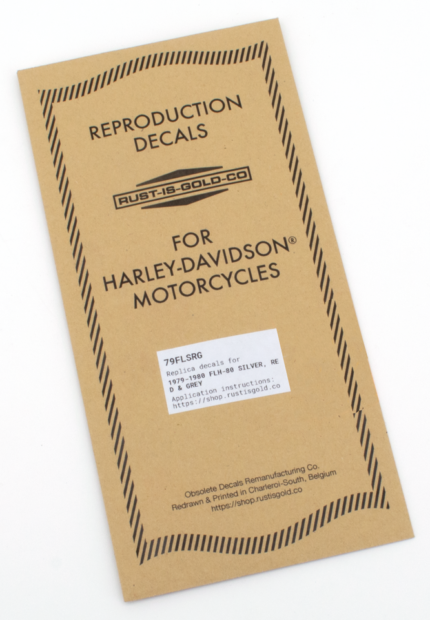 REPRODUCTION
DECALS
RUST-IS-GOLD-CO
FOR
HARLEY-DAVIDSON®
MOTORCYCLES
79FLSRG
Replica decals for
1979-1980 FLH-80 SILVER, RE
D & GREY
Application instructions:
https://shop.rustisgold.co
Obsolete Decals Remanufacturing Co.
Redrawn & Printed in Charleroi-South, Belgium
https://shop.rustisgold.co